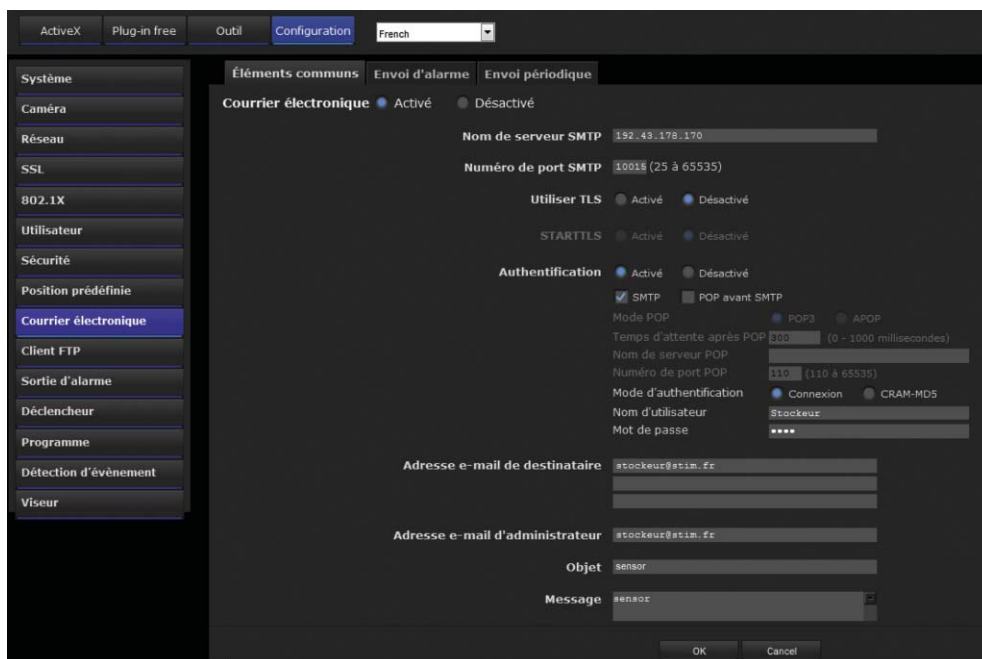 ActiveX Plug-in free Outil Configuration French
Système
Caméra
Réseau
SSL
802.1X
Utilisateur
Sécurité
Position prédéfinie
Courrier électronique
Client FTP
Sortie d'alarme
Déclencheur
Programme
Détection d'évènement
Viseur
Éléments communs Envoi d'alarme Envoi périodique
Courrier électronique Activé Désactivé
Nom de serveur SMTP 192.43.178.170
Numéro de port SMTP 10015 (25 à 65535)
Utiliser TLS Activé Désactivé
STARTTLS Activé Désactivé
Authentification Activé Désactivé
SMTP POP avant SMTP
Mode POP POP3 APOP
Temps d'attente après POP 300 (0 - 1000 millisecondes)
Nom de serveur POP
Numéro de port POP 110 (110 à 65535)
Mode d'authentification Connexion CRAM-MD5
Nom d'utilisateur Stockeur
Mot de passe ••••
Adresse e-mail de destinataire stockeur@stim.fr
Adresse e-mail d'administrateur stockeur@stim.fr
Objet sensor
Message sensor
OK Cancel